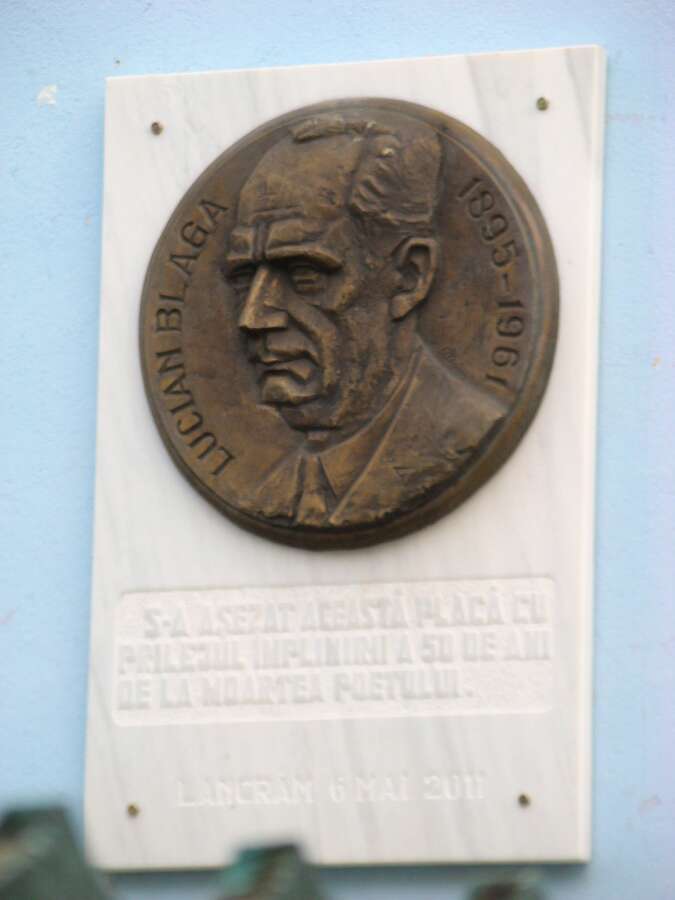 LUCIAN BLAGA
1895-1961
S-A AȘEZAT ACEASTĂ PLACĂ CU
PRILEJUL ÎMPLINIRII A 50 DE ANI
DE LA MOARTEA POETULUI.
LANCRĂM 6 MAI 2011